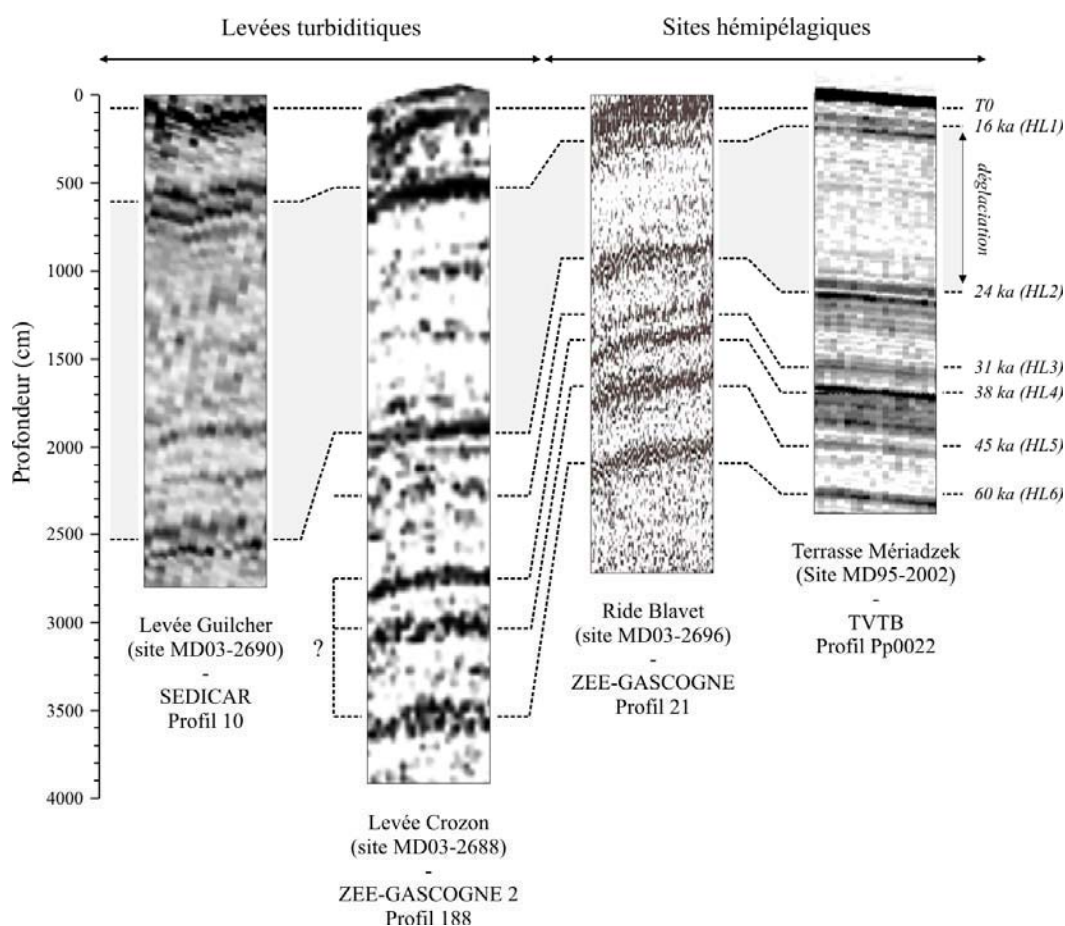 Levées turbiditiques
Sites hémipélagiques
Profondeur (cm)
0
500
1000
1500
2000
2500
3000
3500
4000
T0
16 ka (HL1)
déglaciation
24 ka (HL2)
31 ka (HL3)
38 ka (HL4)
45 ka (HL5)
60 ka (HL6)
?
Levée Guilcher
(site MD03-2690)
-
SEDICAR
Profil 10
Levée Crozon
(site MD03-2688)
-
ZEE-GASCOGNE 2
Profil 188
Ride Blavet
(site MD03-2696)
-
ZEE-GASCOGNE
Profil 21
Terrasse Mériadzek
(Site MD95-2002)
-
TVTB
Profil Pp0022